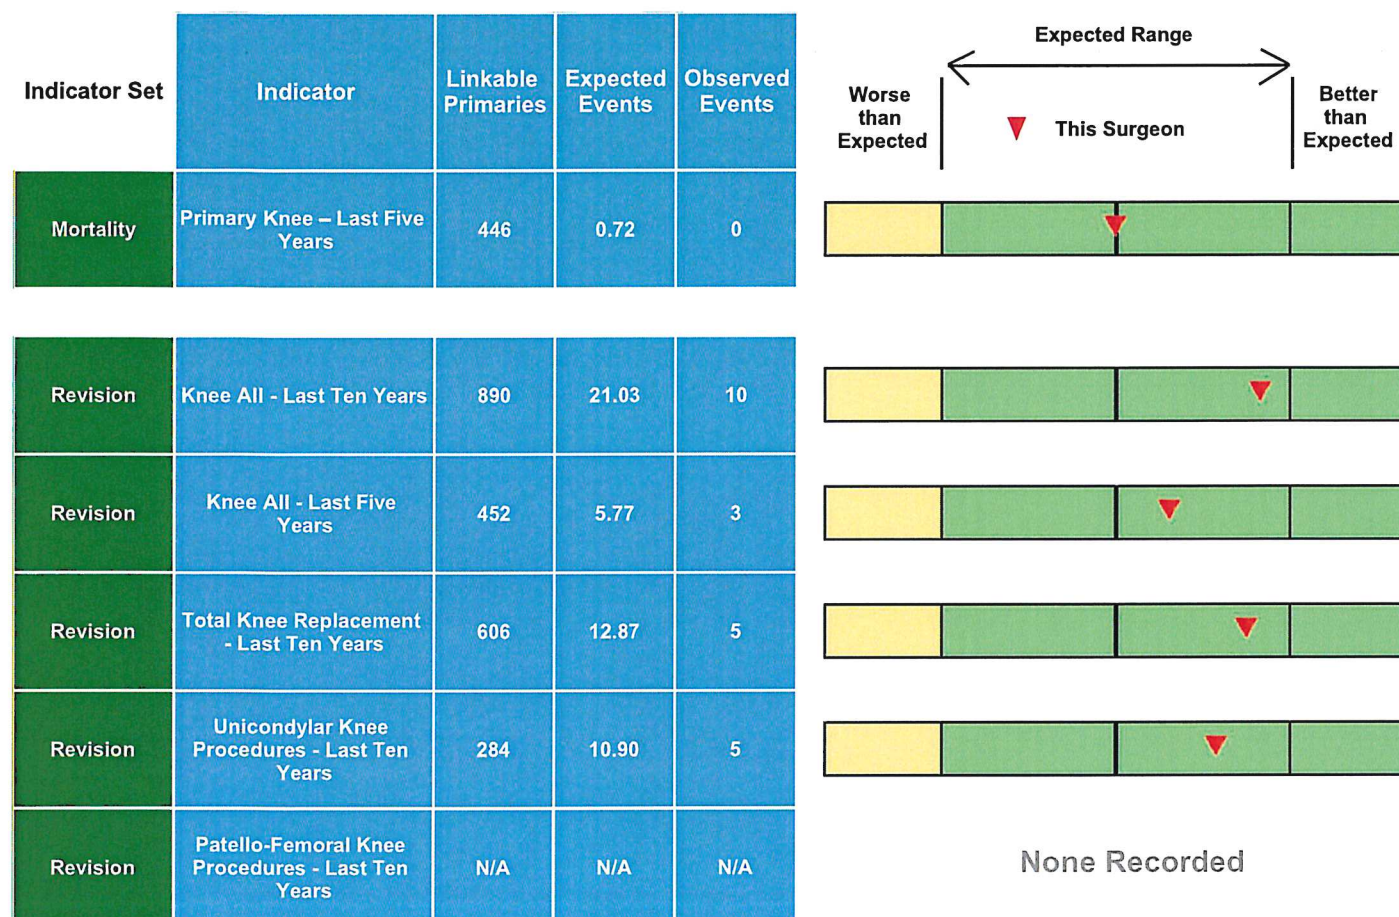 Indicator Set
Indicator
Linkable
Primaries
Expected
Events
Observed
Events
Expected Range
Worse
than
Expected
This Surgeon
Better
than
Expected
Mortality
Primary Knee – Last Five
Years
446
0.72
0
Revision
Knee All - Last Ten Years
890
21.03
10
Revision
Knee All - Last Five
Years
452
5.77
3
Revision
Total Knee Replacement
- Last Ten Years
606
12.87
5
Revision
Unicondylar Knee
Procedures - Last Ten
Years
284
10.90
5
Revision
Patello-Femoral Knee
Procedures - Last Ten
Years
N/A
N/A
N/A
None Recorded